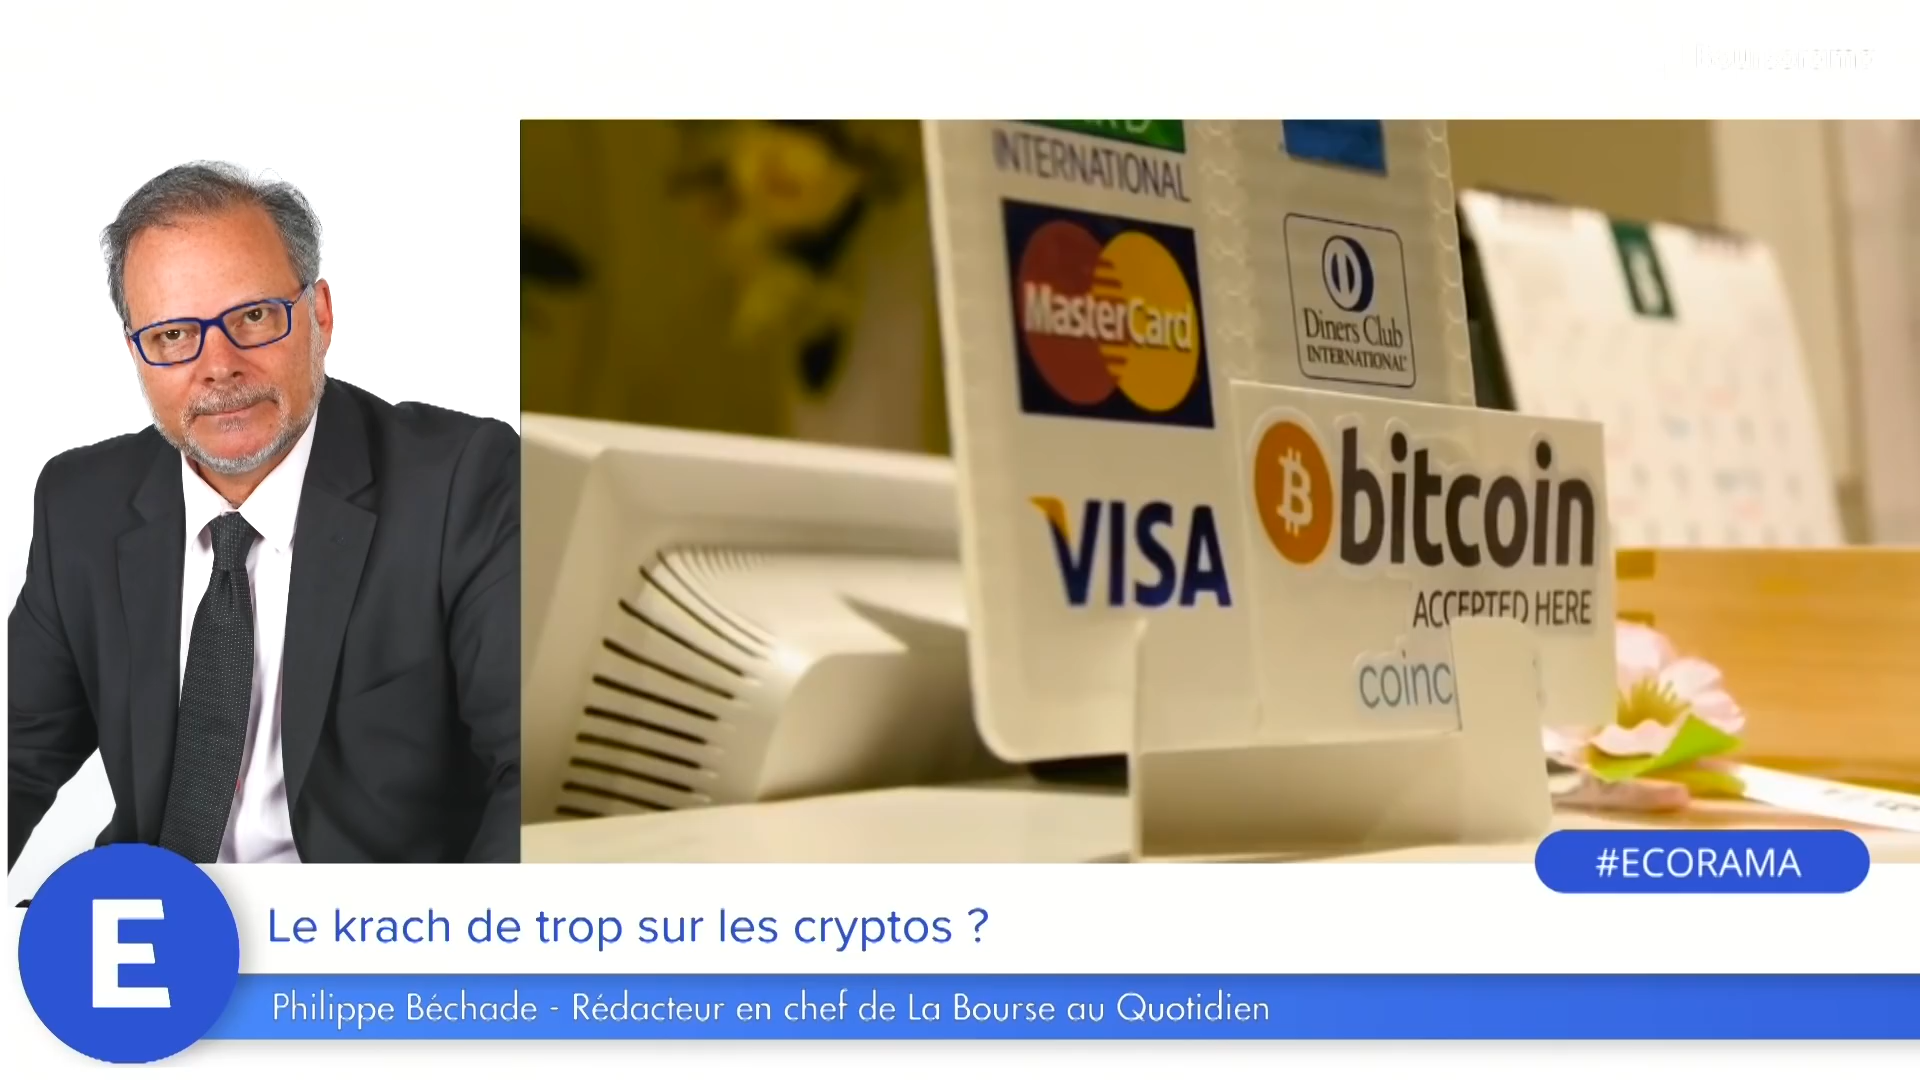 Boursorama
INTERNATIONAL
MasterCard
Diners Club
INTERNATIONAL
VISA
bitcoin
ACCEPTED HERE
coinc
#ECORAMA
E
Le krach de trop sur les cryptos ?
Philippe Béchade - Rédacteur en chef de La Bourse au Quotidien